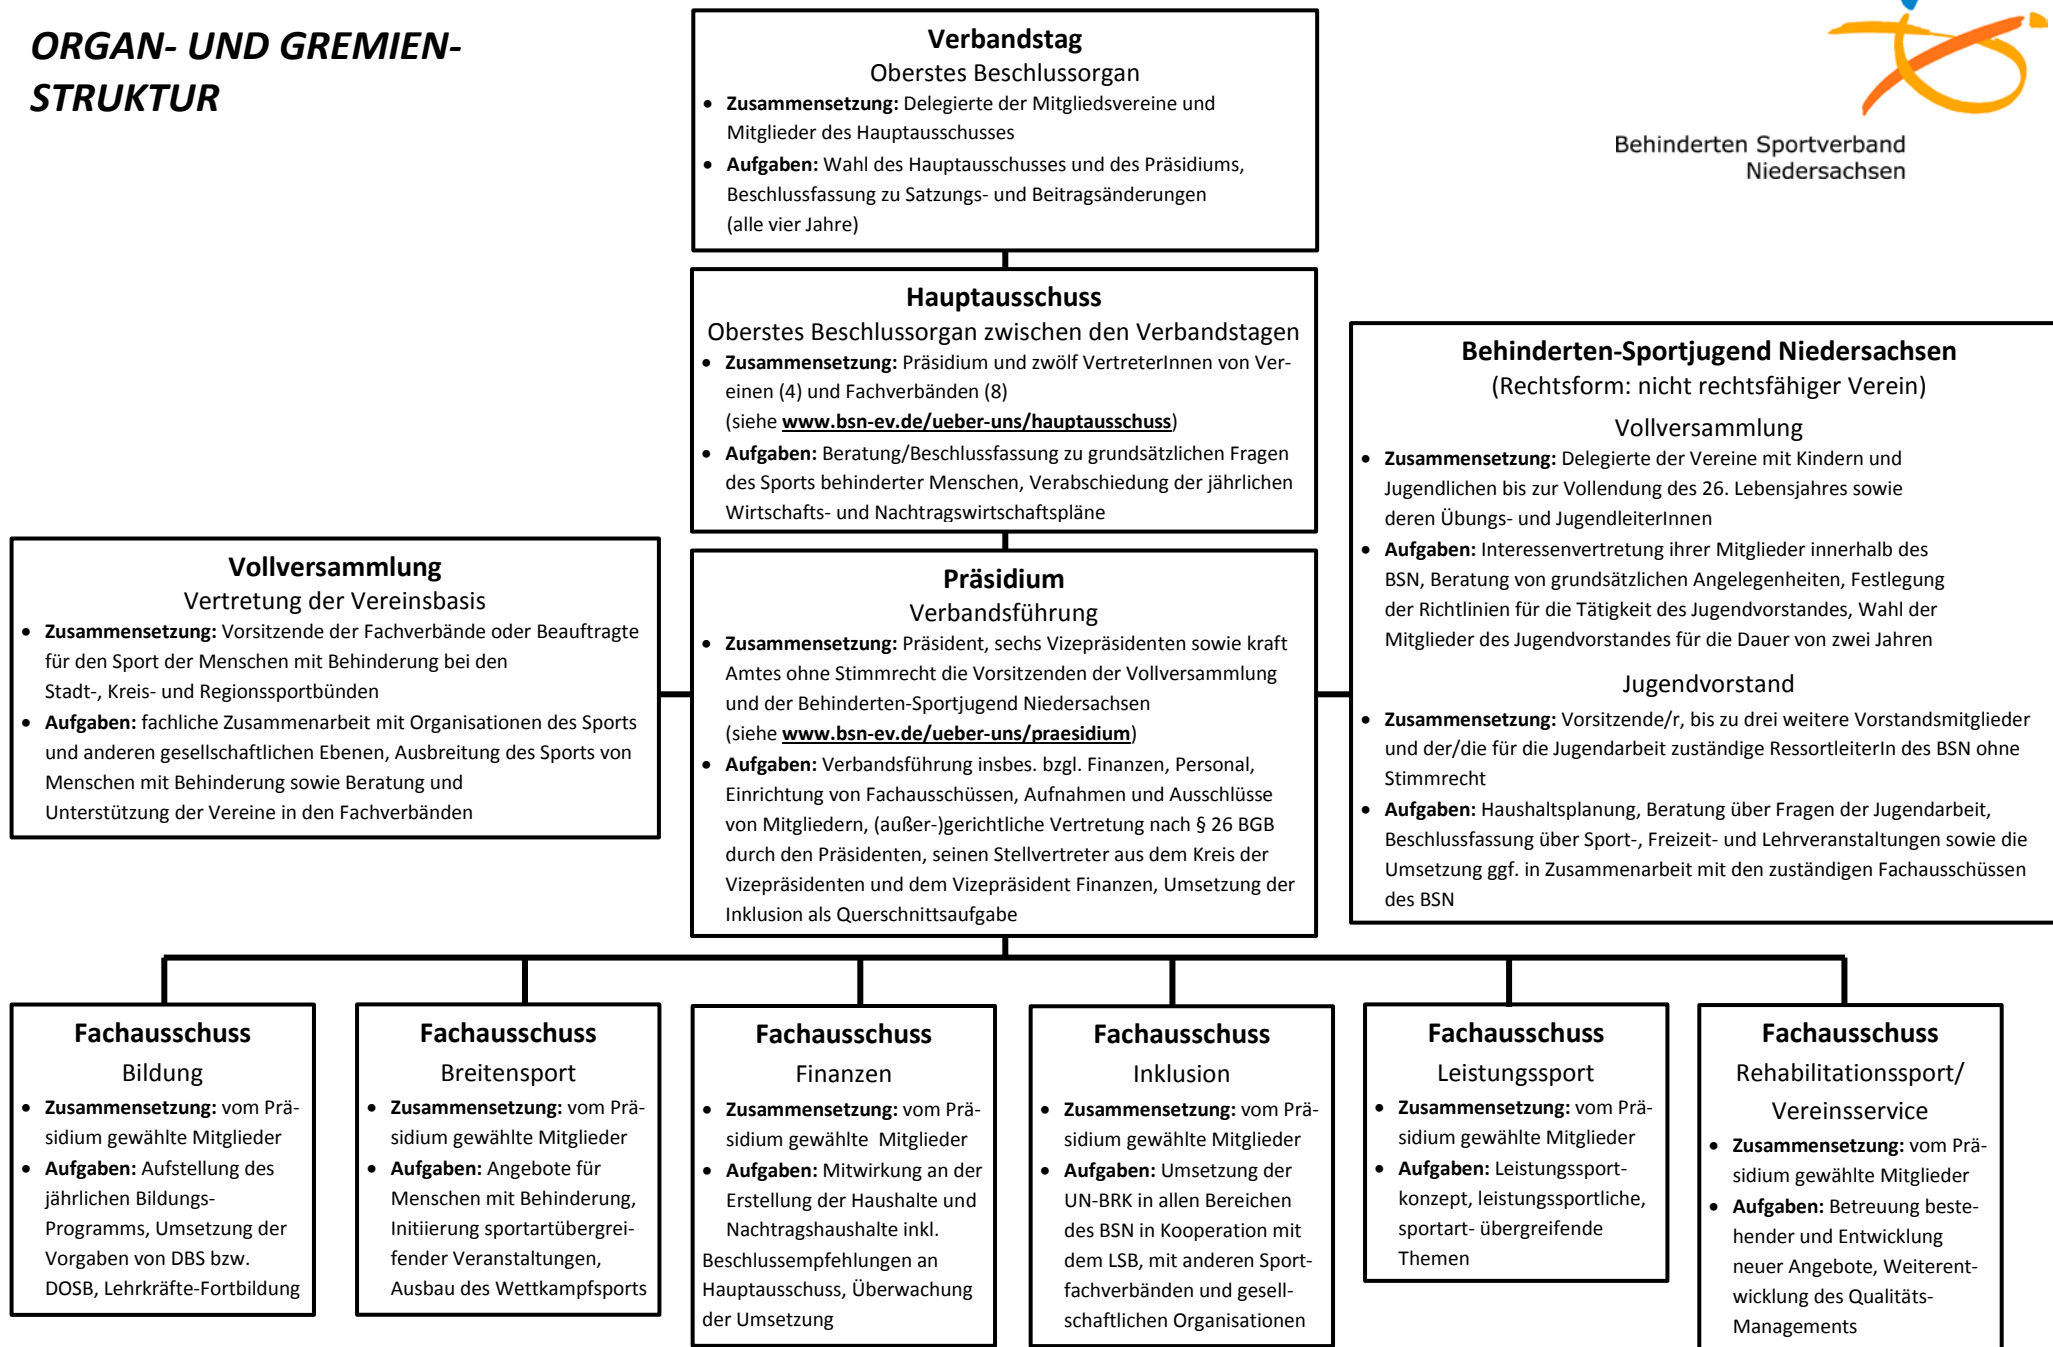 ORGAN- UND GREMIEN-
STRUKTUR
Behinderten Sportverband
Niedersachsen
Verbandstag
Oberstes Beschlussorgan
• Zusammensetzung: Delegierte der Mitgliedsvereine und
Mitglieder des Hauptausschusses
• Aufgaben: Wahl des Hauptausschusses und des Präsidiums,
Beschlussfassung zu Satzungs- und Beitragsänderungen
(alle vier Jahre)
Hauptausschuss
Oberstes Beschlussorgan zwischen den Verbandstagen
• Zusammensetzung: Präsidium und zwölf VertreterInnen von Ver-
einen (4) und Fachverbänden (8)
(siehe www.bsn-ev.de/ueber-uns/hauptausschuss)
• Aufgaben: Beratung/Beschlussfassung zu grundsätzlichen Fragen
des Sports behinderter Menschen, Verabschiedung der jährlichen
Wirtschafts- und Nachtragswirtschaftspläne
Behinderten-Sportjugend Niedersachsen
(Rechtsform: nicht rechtsfähiger Verein)
Vollversammlung
• Zusammensetzung: Delegierte der Vereine mit Kindern und
Jugendlichen bis zur Vollendung des 26. Lebensjahres sowie
deren Übungs- und JugendleiterInnen
• Aufgaben: Interessenvertretung ihrer Mitglieder innerhalb des
BSN, Beratung von grundsätzlichen Angelegenheiten, Festlegung
der Richtlinien für die Tätigkeit des Jugendvorstandes, Wahl der
Mitglieder des Jugendvorstandes für die Dauer von zwei Jahren
Jugendvorstand
• Zusammensetzung: Vorsitzende/r, bis zu drei weitere Vorstandsmitglieder
und der/die für die Jugendarbeit zuständige RessortleiterIn des BSN ohne
Stimmrecht
• Aufgaben: Haushaltsplanung, Beratung über Fragen der Jugendarbeit,
Beschlussfassung über Sport-, Freizeit- und Lehrveranstaltungen sowie die
Umsetzung ggf. in Zusammenarbeit mit den zuständigen Fachausschüssen
des BSN
Vollversammlung
Vertretung der Vereinsbasis
• Zusammensetzung: Vorsitzende der Fachverbände oder Beauftragte
für den Sport der Menschen mit Behinderung bei den
Stadt-, Kreis- und Regionssportbünden
• Aufgaben: fachliche Zusammenarbeit mit Organisationen des Sports
und anderen gesellschaftlichen Ebenen, Ausbreitung des Sports von
Menschen mit Behinderung sowie Beratung und
Unterstützung der Vereine in den Fachverbänden
Präsidium
Verbandsführung
• Zusammensetzung: Präsident, sechs Vizepräsidenten sowie kraft
Amtes ohne Stimmrecht die Vorsitzenden der Vollversammlung
und der Behinderten-Sportjugend Niedersachsen
(siehe www.bsn-ev.de/ueber-uns/praesidium)
• Aufgaben: Verbandsführung insbes. bzgl. Finanzen, Personal,
Einrichtung von Fachausschüssen, Aufnahmen und Ausschlüsse
von Mitgliedern, (außer-)gerichtliche Vertretung nach § 26 BGB
durch den Präsidenten, seinen Stellvertreter aus dem Kreis der
Vizepräsidenten und dem Vizepräsident Finanzen, Umsetzung der
Inklusion als Querschnittsaufgabe
Fachausschuss
Bildung
• Zusammensetzung: vom Prä-
sidium gewählte Mitglieder
• Aufgaben: Aufstellung des
jährlichen Bildungs-
Programms, Umsetzung der
Vorgaben von DBS bzw.
DOSB, Lehrkräfte-Fortbildung
Fachausschuss
Breitensport
• Zusammensetzung: vom Prä-
sidium gewählte Mitglieder
• Aufgaben: Angebote für
Menschen mit Behinderung,
Initiierung sportartübergrei-
fender Veranstaltungen,
Ausbau des Wettkampfsports
Fachausschuss
Finanzen
• Zusammensetzung: vom Prä-
sidium gewählte Mitglieder
• Aufgaben: Mitwirkung an der
Erstellung der Haushalte und
Nachtragshaushalte inkl.
Beschlussempfehlungen an
Hauptausschuss, Überwachung
der Umsetzung
Fachausschuss
Inklusion
• Zusammensetzung: vom Prä-
sidium gewählte Mitglieder
• Aufgaben: Umsetzung der
UN-BRK in allen Bereichen
des BSN in Kooperation mit
dem LSB, mit anderen Sport-
fachverbänden und gesell-
schaftlichen Organisationen
Fachausschuss
Leistungssport
• Zusammensetzung: vom Prä-
sidium gewählte Mitglieder
• Aufgaben: Leistungssport-
konzept, leistungssportliche,
sportart- übergreifende
Themen
Fachausschuss
Rehabilitationssport/
Vereinsservice
• Zusammensetzung: vom Prä-
sidium gewählte Mitglieder
• Aufgaben: Betreuung beste-
hender und Entwicklung
neuer Angebote, Weiterent-
wicklung des Qualitäts-
Managements